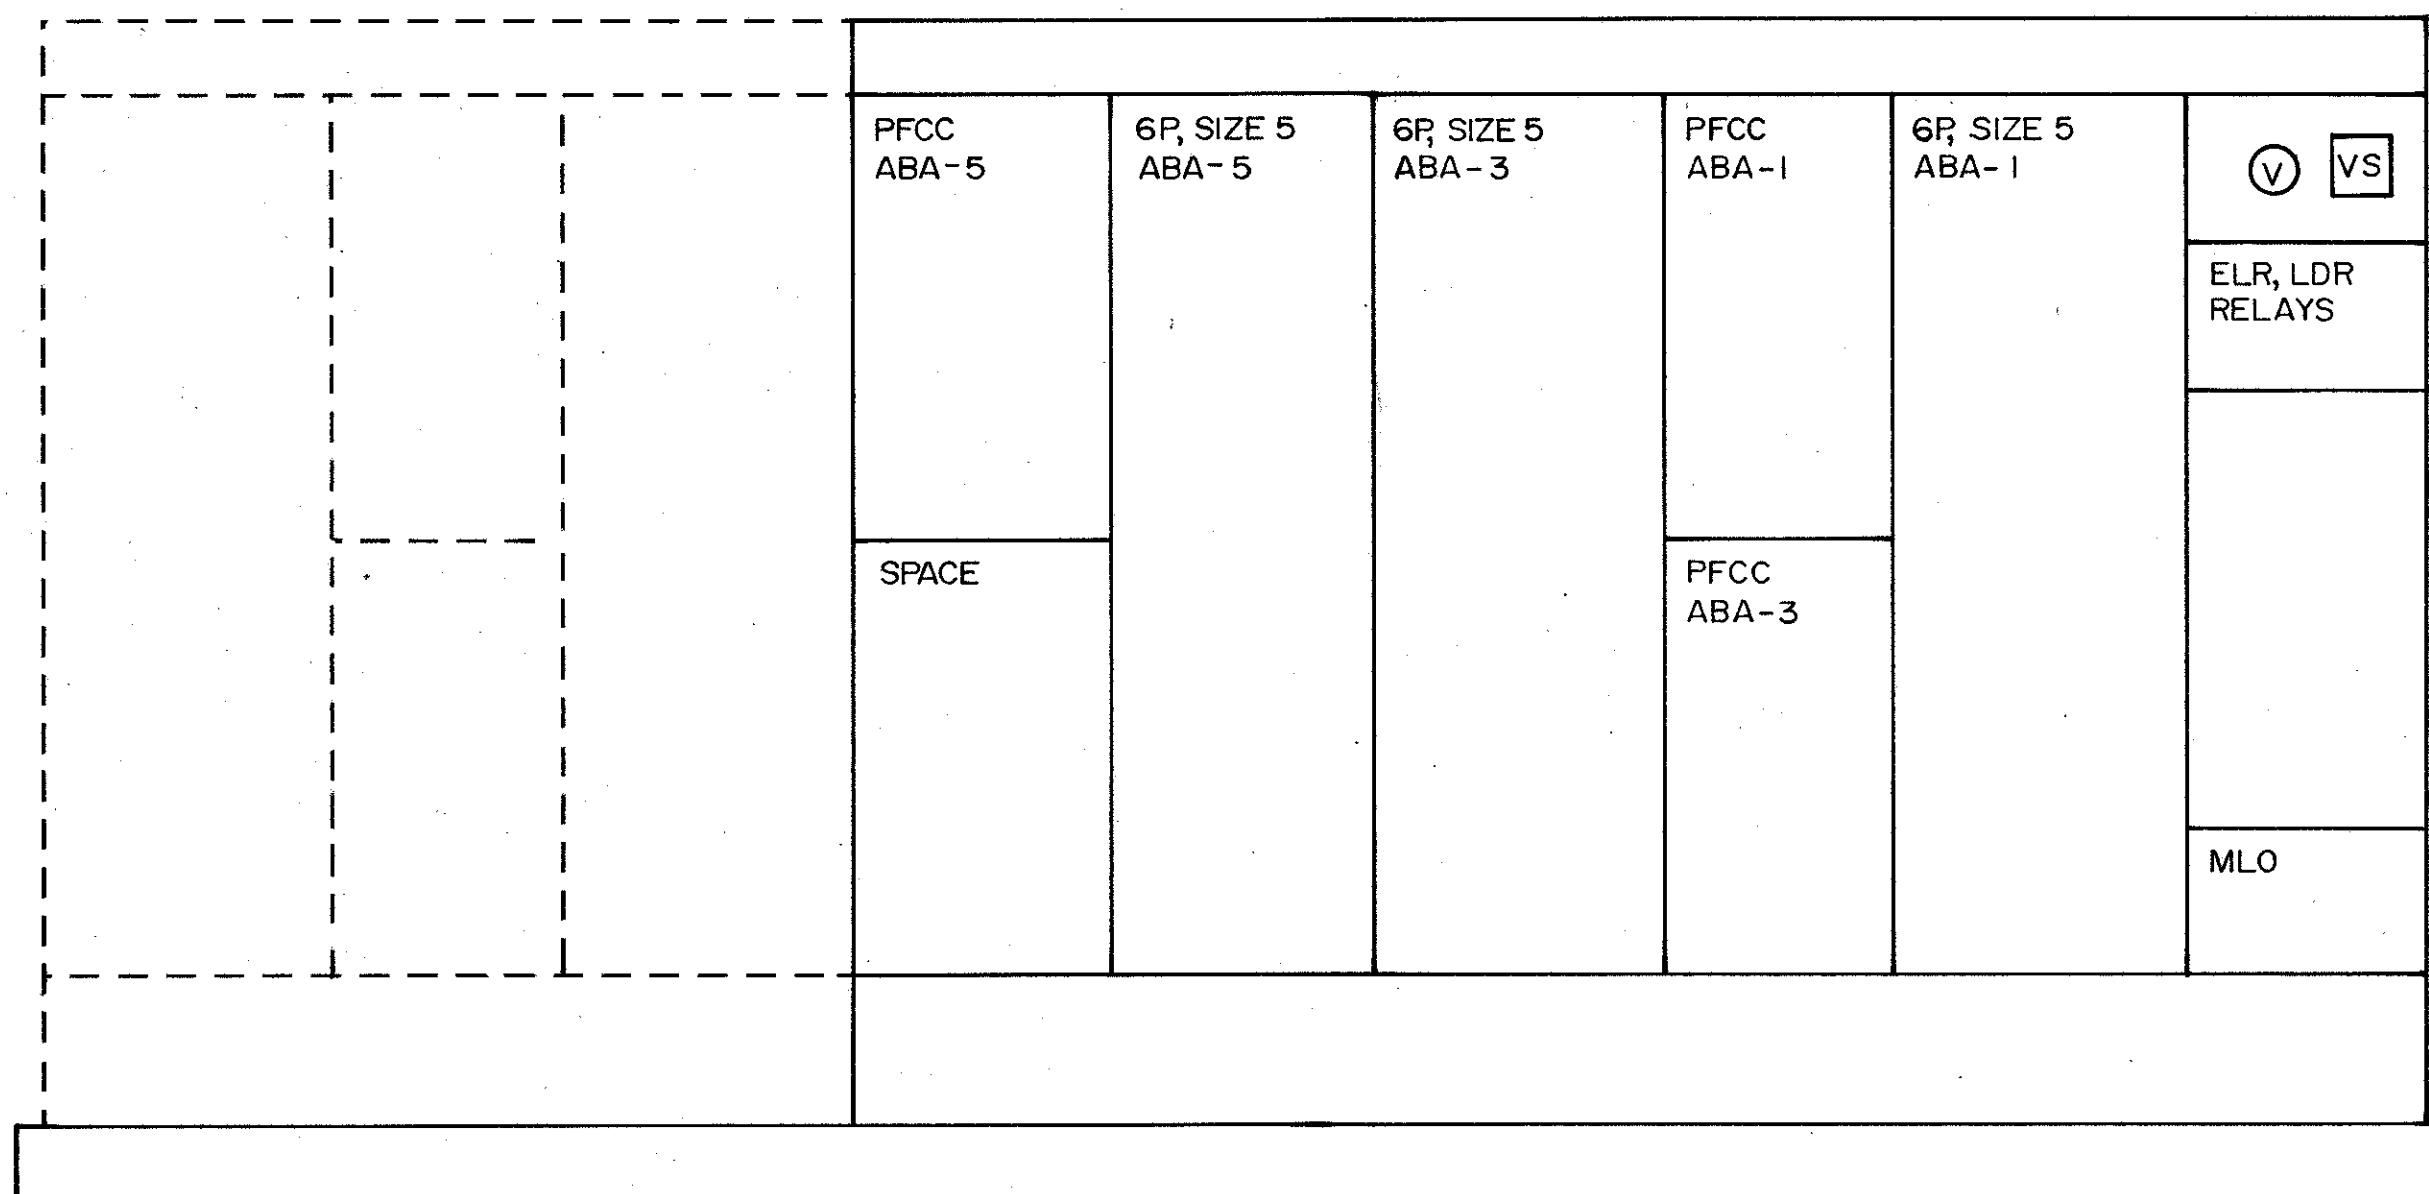 PFCC
ABA-5
6P, SIZE 5
ABA-5
6P, SIZE 5
ABA-3
PFCC
ABA-1
6P, SIZE 5
ABA-1
V
VS
ELR, LDR
RELAYS
SPACE
PFCC
ABA-3
MLO